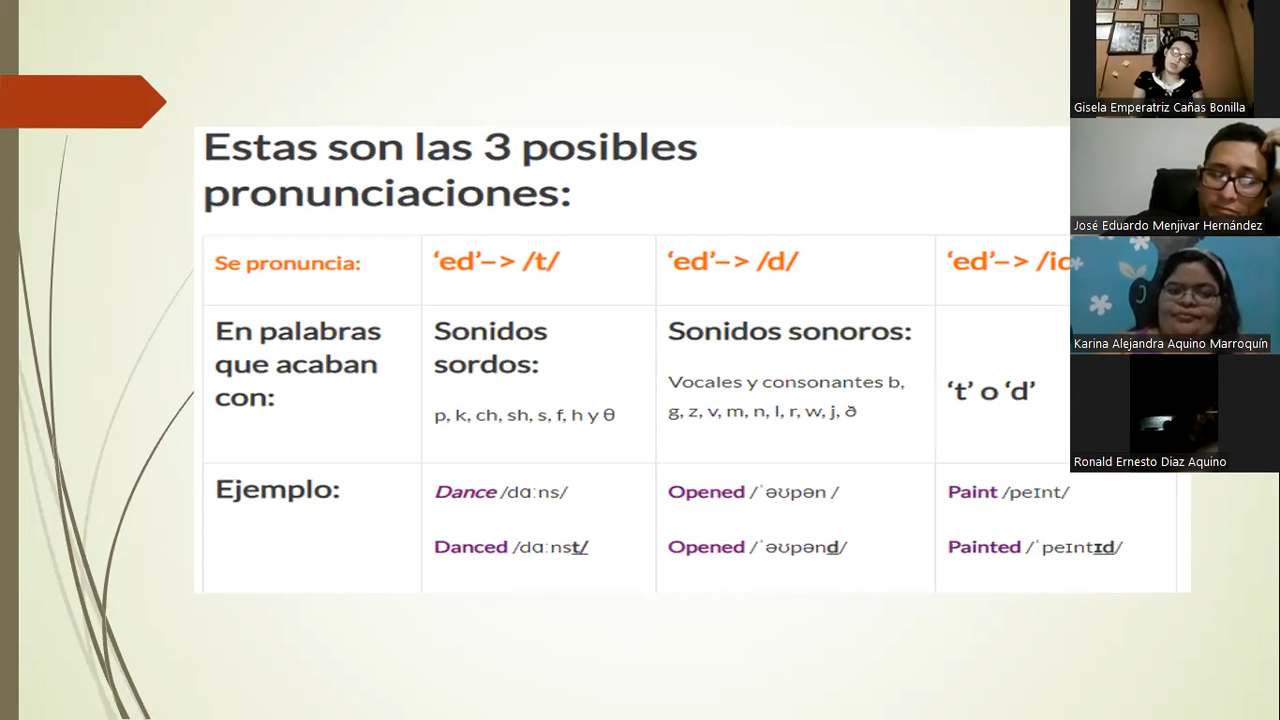 Estas son las 3 posibles
pronunciaciones:
Se pronuncia:
‘ed’–> /t/
‘ed’–> /d/
‘ed’–>
En palabras
que acaban
con:
Sonidos
sordos:
p, k, ch, sh, s, f, h y θ
Sonidos sonoros:
Vocales y consonantes b,
g, z, v, m, n, l, r, w, j, ð
‘t’ o ‘d’
Ejemplo:
Dance /dɑːns/
Danced /dɑːnst/
Opened /ˈəʊpən /
Opened /ˈəʊpənd/
Paint /peɪnt/
Painted /ˈpeɪntɪd/
Gisela Emperatriz Cañas Bonilla
José Eduardo Menjivar Hernández
Karina Alejandra Aquino Marroquín
Ronald Ernesto Diaz Aquino